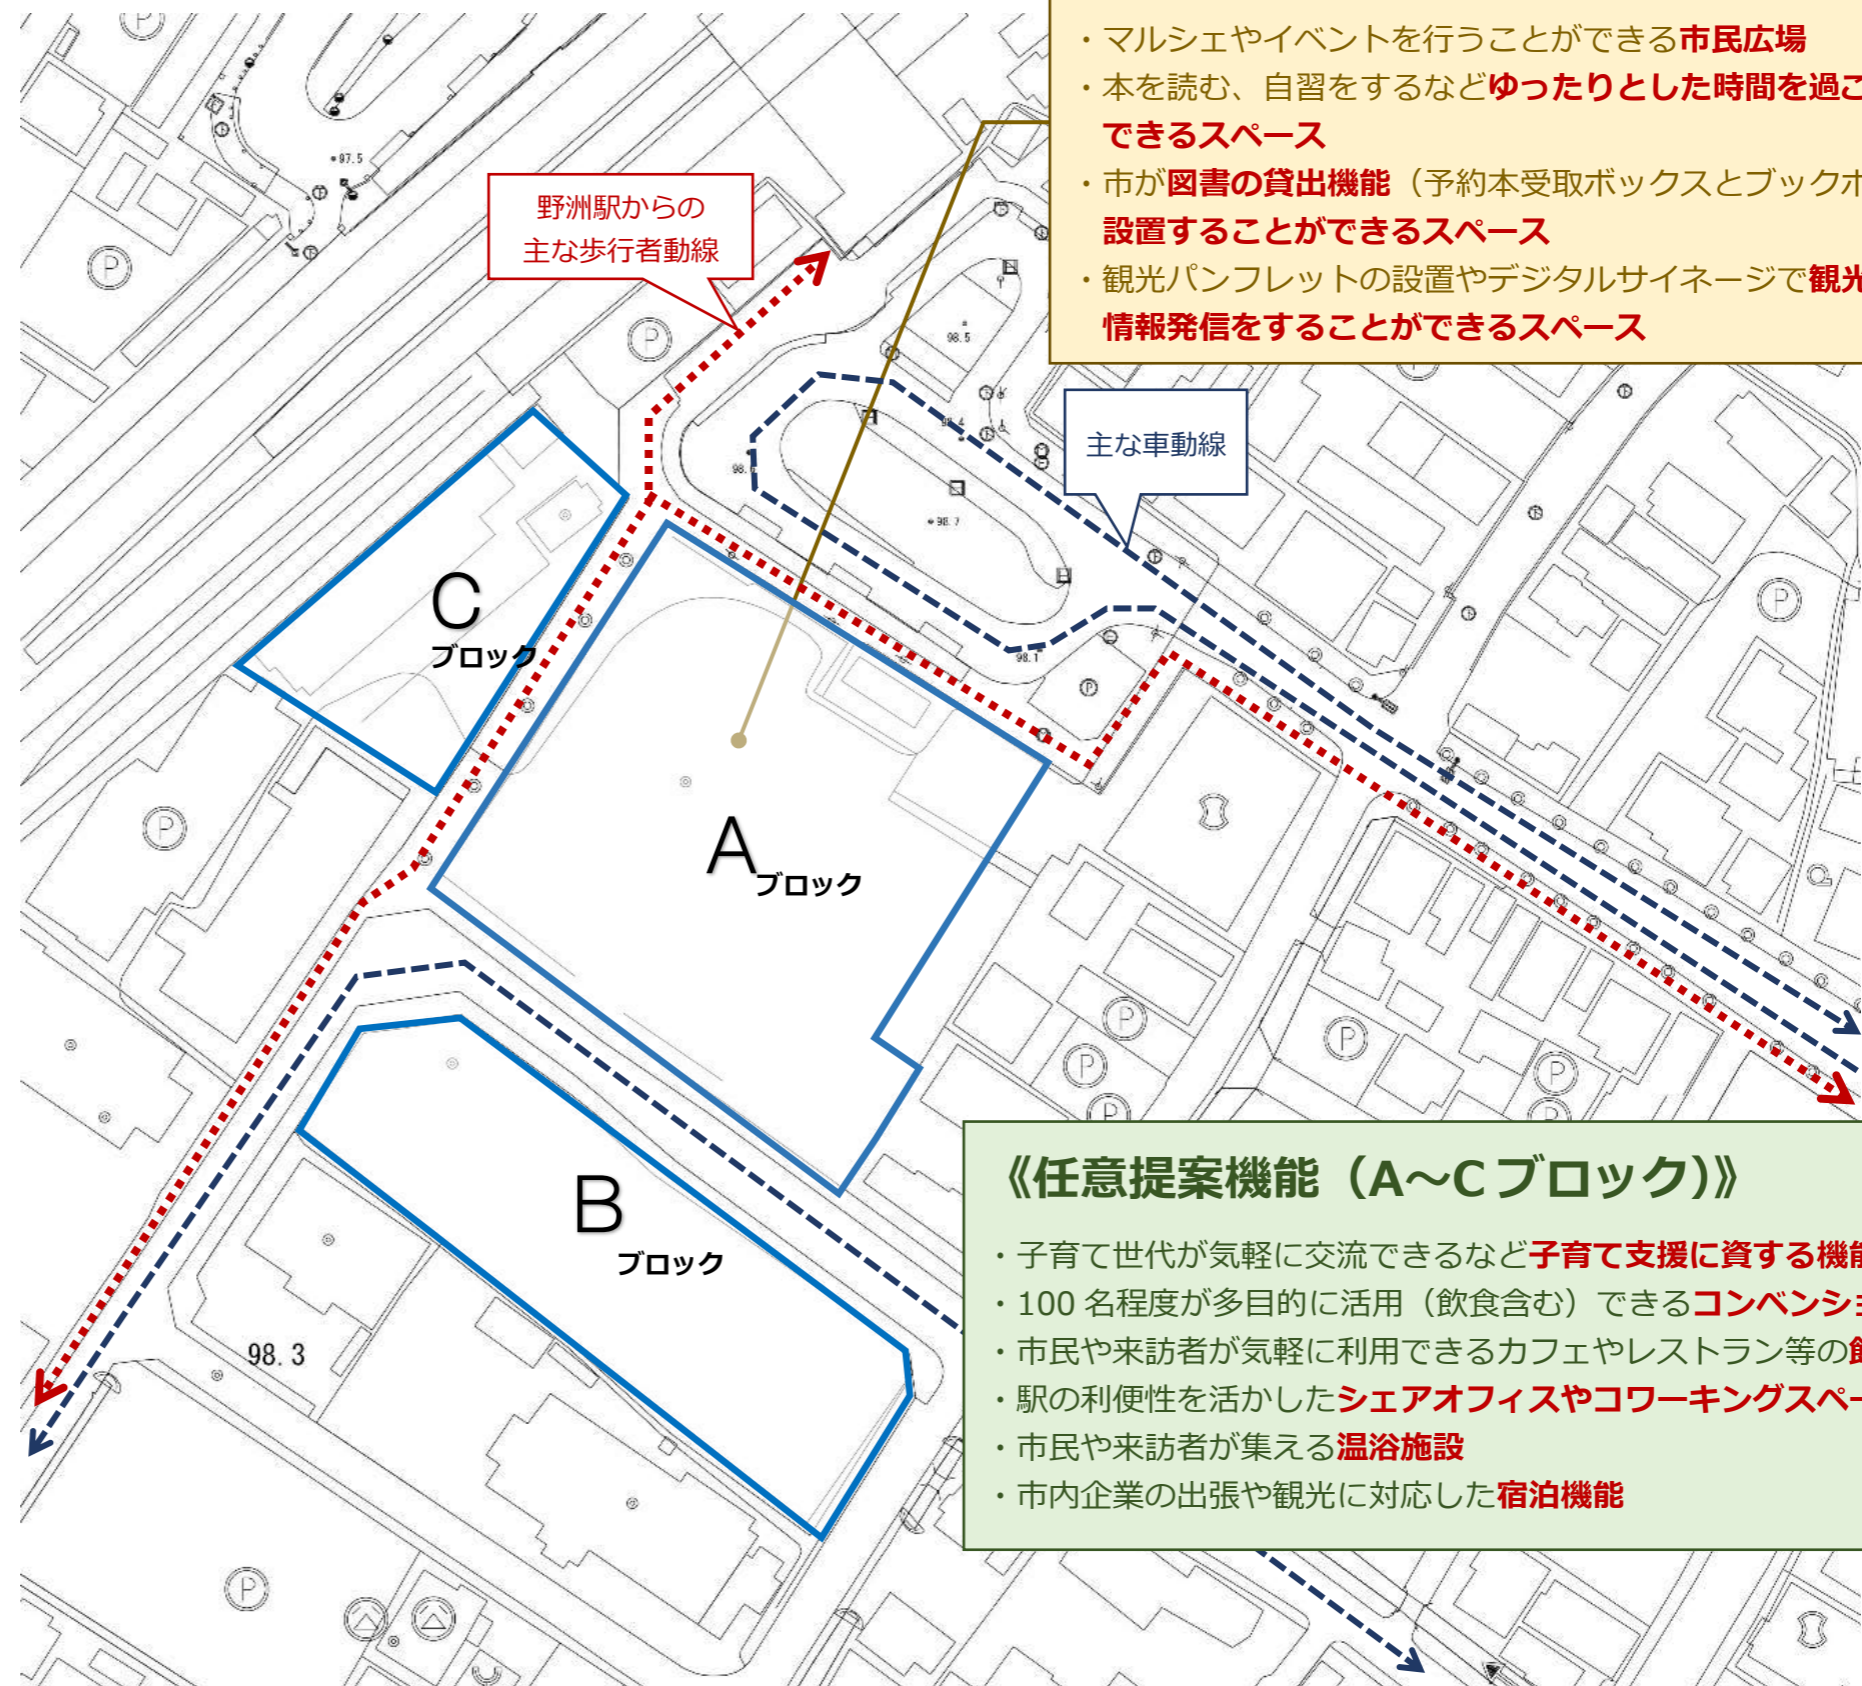 ・マルシェやイベントを行うことができる市民広場
・本を読む、自習をするなどゆったりとした時間を過ご
できるスペース
・市が図書の貸出機能（予約本受取ボックスとブックポ
設置することができるスペース
・観光パンフレットの設置やデジタルサイネージで観光
情報発信をすることができるスペース
野洲駅からの
主な歩行者動線
主な車動線
97.5
98.5
98.4
98.7
98.1
C
ブロック
A
ブロック
B
ブロック
98.3
P
P
P
P
P
P
P
P
P
P
《任意提案機能（A～Cブロック）》
・子育て世代が気軽に交流できるなど子育て支援に資する機能
・100 名程度が多目的に活用（飲食含む）できるコンベンショ
・市民や来訪者が気軽に利用できるカフェやレストラン等の飲
・駅の利便性を活かしたシェアオフィスやコワーキングスペー
・市民や来訪者が集える温浴施設
・市内企業の出張や観光に対応した宿泊機能